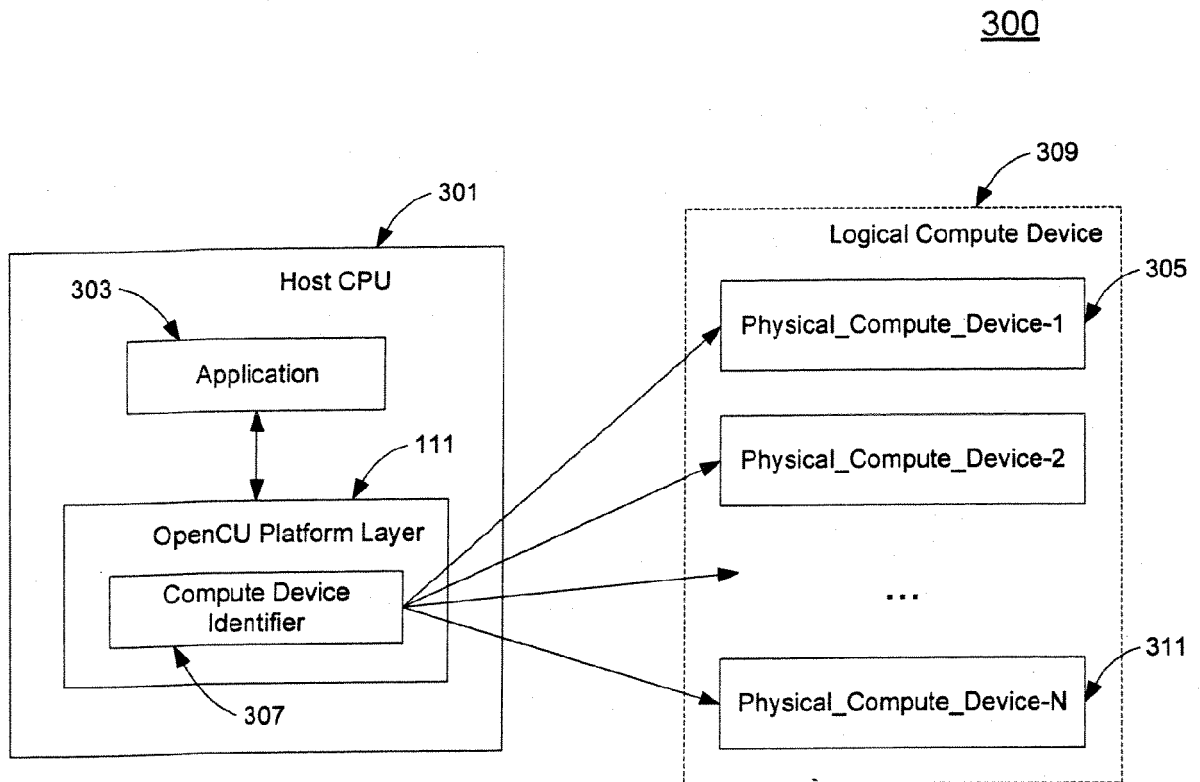 300
309
301
Logical Compute Device
303
Host CPU
305
Physical_Compute_Device-1
Application
111
Physical_Compute_Device-2
OpenCU Platform Layer
Compute Device
Identifier
...
307
311
Physical_Compute_Device-N